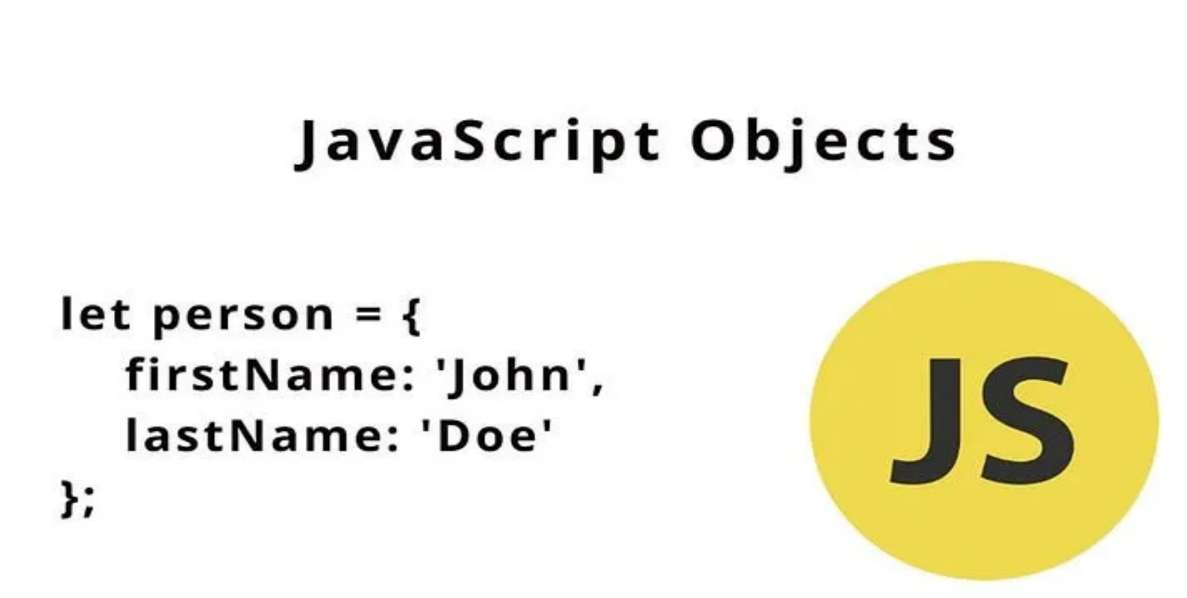 JavaScript Objects
let person = {
    firstName: 'John',
    lastName: 'Doe'
};
JS